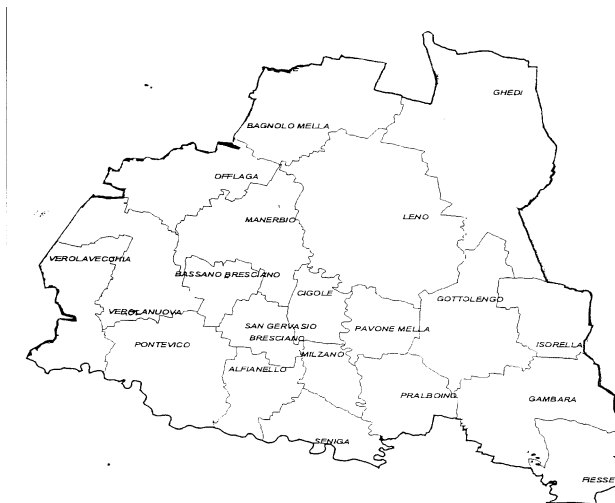 GHEDI
BAGNOLO MELLA
OFFLAGA
MANERBIO
LENO
VEROLAVECCHIA
BASSANO BRESCIANO
CIGOLE
GOTTOLENGO
VEROLANUOVA
SAN GERVASIO
BRESCIANO
PAVONE MELLA
PONTEVICO
ISORELLA
MILZANO
ALFIANELLO
PRALBOINO
GAMBARA
SENIGA
FIESSE